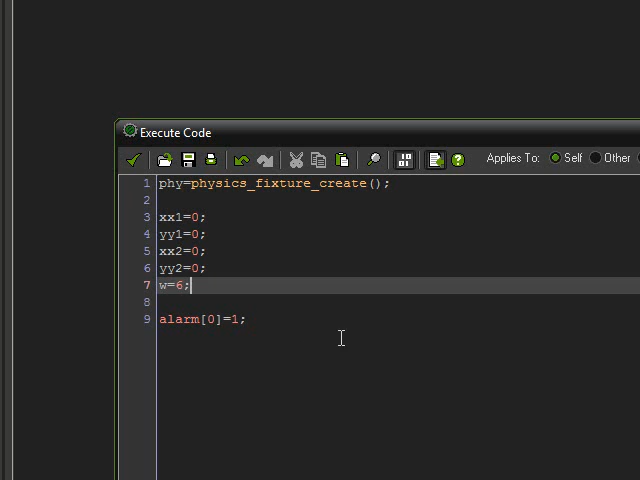 Execute Code
Applies To: Self Other
1 phy=physics_fixture_create();
2
3 xx1=0;
4 yy1=0;
5 xx2=0;
6 yy2=0;
7 w=6;
8
9 alarm[0]=1;